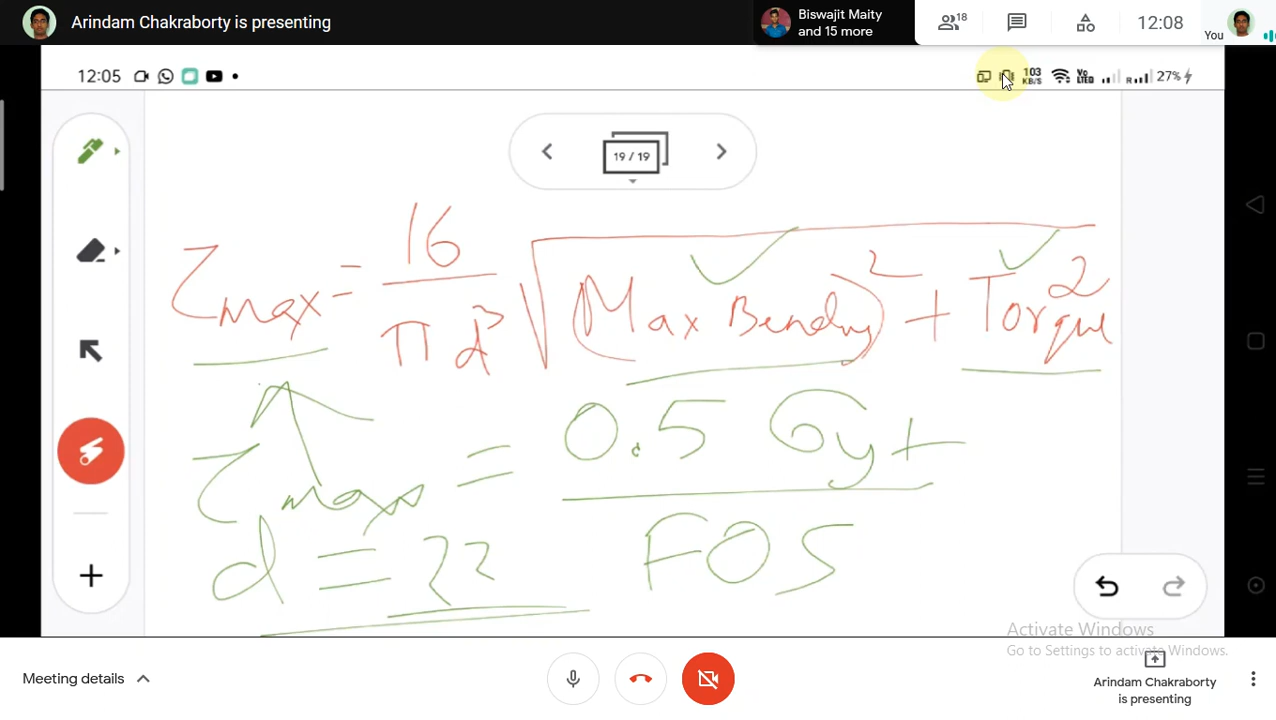 Arindam Chakraborty is presenting
Biswajit Maity
and 15 more
18
12:08
You
12:05
103
KB/S
Vo
LTED
R
27%
19 / 19
τmax = 16/πd³ √(Max Bending)² + Torque²
τmax = 0.5 σyt / FOS
d = ??
Activate Windows
Go to Settings to activate Windows.
Meeting details
Arindam Chakraborty
is presenting